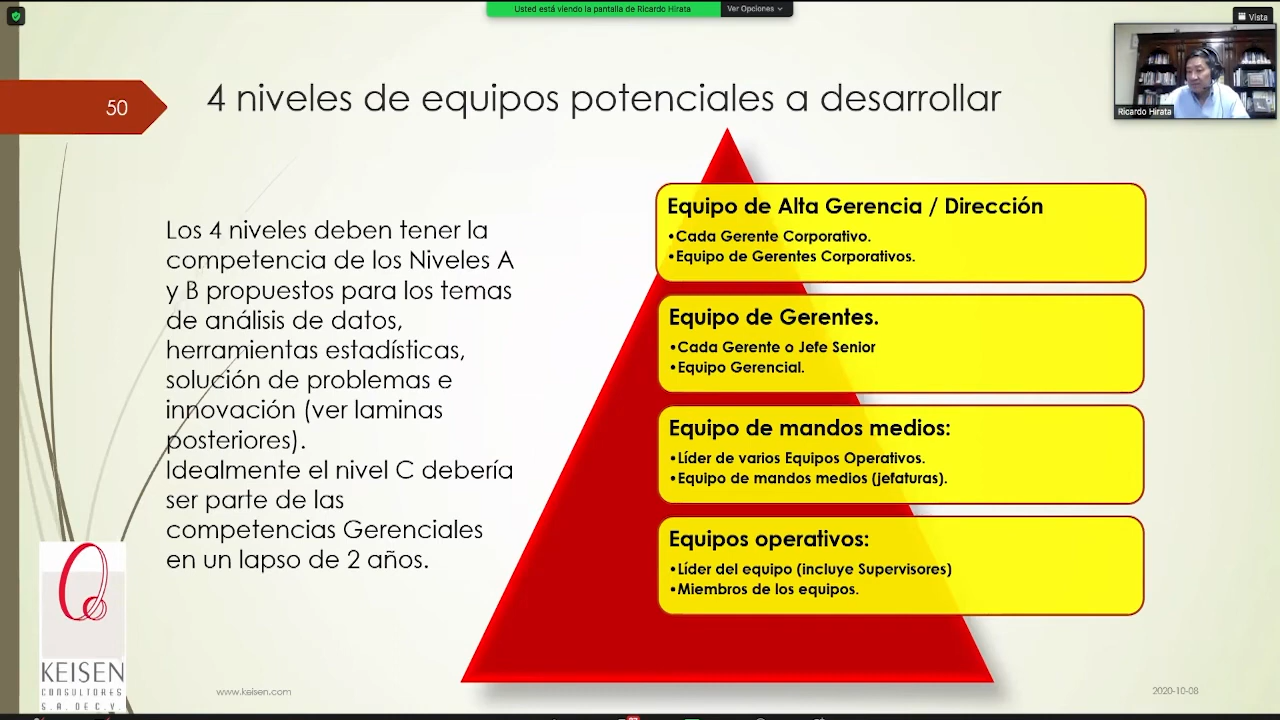 Usted está viendo la pantalla de Ricardo Hirata
Ver Opciones
Vista
Ricardo Hirata
50
4 niveles de equipos potenciales a desarrollar
Los 4 niveles deben tener la
competencia de los Niveles A
y B propuestos para los temas
de análisis de datos,
herramientas estadísticas,
solución de problemas e
innovación (ver laminas
posteriores).
Idealmente el nivel C debería
ser parte de las
competencias Gerenciales
en un lapso de 2 años.
Equipo de Alta Gerencia / Dirección
•Cada Gerente Corporativo.
•Equipo de Gerentes Corporativos.
Equipo de Gerentes.
•Cada Gerente o Jefe Senior
•Equipo Gerencial.
Equipo de mandos medios:
•Líder de varios Equipos Operativos.
•Equipo de mandos medios (jefaturas).
Equipos operativos:
•Líder del equipo (incluye Supervisores)
•Miembros de los equipos.
KEISEN
CONSULTORES
S.A. DE C.V.
www.keisen.com
2020-10-08